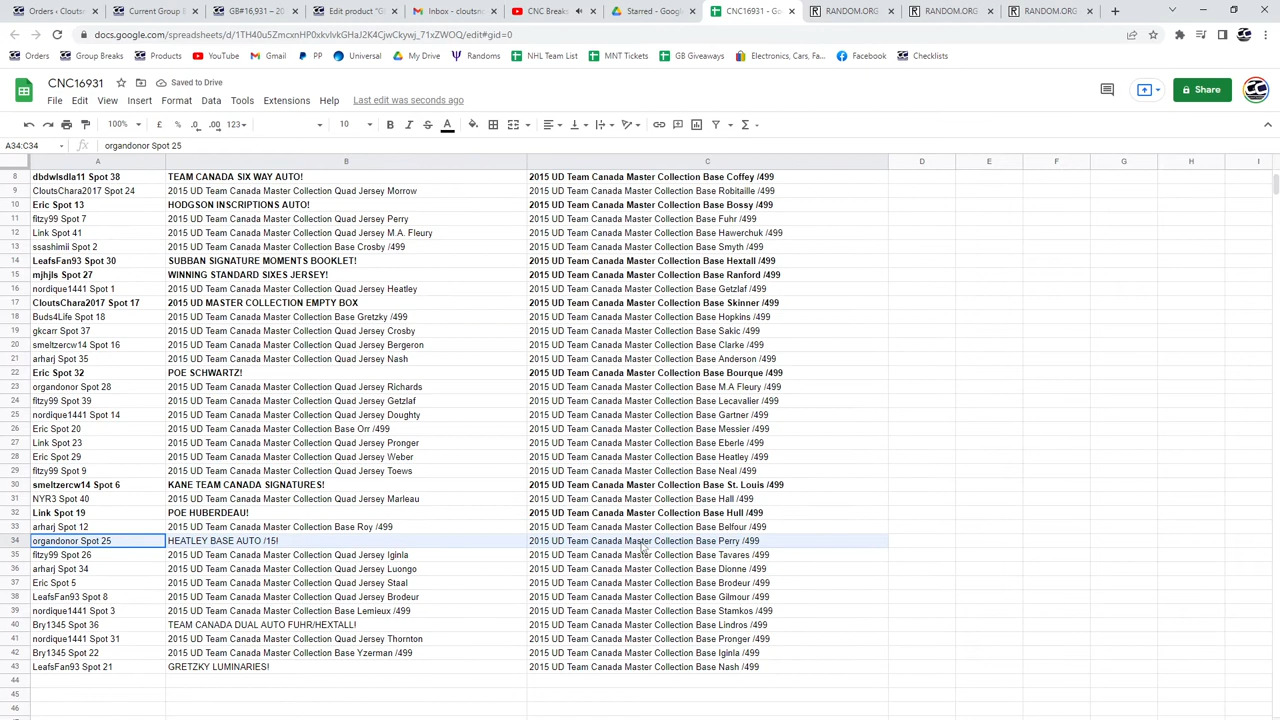 Orders ‹ Cloutsn
Current Group B
GB#16,931 – 20
Edit product "G
Inbox - cloutsno
CNC Breaks
Starred - Google
CNC16931 - Go
RANDOM.ORG
RANDOM.ORG
RANDOM.ORG
docs.google.com/spreadsheets/d/
Orders Group Breaks Products YouTube Gmail PP Universal My Drive Randoms NHL Team List MNT Tickets GB Giveaways Electronics, Cars, Fa... Facebook Checklists
CNC16931 Saved to Drive
File Edit View Insert Format Data Tools Extensions Help Last edit was seconds ago
Share
100% £ % .0 .00 123 10 B I S A
A34:C34 fx organdonor Spot 25
A B C D E F G H I
8 dbdwlsdla11 Spot 38 TEAM CANADA SIX WAY AUTO! 2015 UD Team Canada Master Collection Base Coffey /499
9 CloutsChara2017 Spot 24 2015 UD Team Canada Master Collection Quad Jersey Morrow 2015 UD Team Canada Master Collection Base Robitaille /499
10 Eric Spot 13 HODGSON INSCRIPTIONS AUTO! 2015 UD Team Canada Master Collection Base Bossy /499
11 fitzy99 Spot 7 2015 UD Team Canada Master Collection Quad Jersey Perry 2015 UD Team Canada Master Collection Base Fuhr /499
12 Link Spot 41 2015 UD Team Canada Master Collection Quad Jersey M.A. Fleury 2015 UD Team Canada Master Collection Base Hawerchuk /499
13 ssashimii Spot 2 2015 UD Team Canada Master Collection Base Crosby /499 2015 UD Team Canada Master Collection Base Smyth /499
14 LeafsFan93 Spot 30 SUBBAN SIGNATURE MOMENTS BOOKLET! 2015 UD Team Canada Master Collection Base Hextall /499
15 mjhjls Spot 27 WINNING STANDARD SIXES JERSEY! 2015 UD Team Canada Master Collection Base Ranford /499
16 nordique1441 Spot 1 2015 UD Team Canada Master Collection Quad Jersey Heatley 2015 UD Team Canada Master Collection Base Getzlaf /499
17 CloutsChara2017 Spot 17 2015 UD MASTER COLLECTION EMPTY BOX 2015 UD Team Canada Master Collection Base Skinner /499
18 Buds4Life Spot 18 2015 UD Team Canada Master Collection Base Gretzky /499 2015 UD Team Canada Master Collection Base Hopkins /499
19 gkcarr Spot 37 2015 UD Team Canada Master Collection Quad Jersey Crosby 2015 UD Team Canada Master Collection Base Sakic /499
20 smeltzercw14 Spot 16 2015 UD Team Canada Master Collection Quad Jersey Bergeron 2015 UD Team Canada Master Collection Base Clarke /499
21 arharj Spot 35 2015 UD Team Canada Master Collection Quad Jersey Nash 2015 UD Team Canada Master Collection Base Anderson /499
22 Eric Spot 32 POE SCHWARTZ! 2015 UD Team Canada Master Collection Base Bourque /499
23 organdonor Spot 28 2015 UD Team Canada Master Collection Quad Jersey Richards 2015 UD Team Canada Master Collection Base M.A Fleury /499
24 fitzy99 Spot 39 2015 UD Team Canada Master Collection Quad Jersey Getzlaf 2015 UD Team Canada Master Collection Base Lecavalier /499
25 nordique1441 Spot 14 2015 UD Team Canada Master Collection Quad Jersey Doughty 2015 UD Team Canada Master Collection Base Gartner /499
26 Eric Spot 20 2015 UD Team Canada Master Collection Base Orr /499 2015 UD Team Canada Master Collection Base Messier /499
27 Link Spot 23 2015 UD Team Canada Master Collection Quad Jersey Pronger 2015 UD Team Canada Master Collection Base Eberle /499
28 Eric Spot 29 2015 UD Team Canada Master Collection Quad Jersey Weber 2015 UD Team Canada Master Collection Base Heatley /499
29 fitzy99 Spot 9 2015 UD Team Canada Master Collection Quad Jersey Toews 2015 UD Team Canada Master Collection Base Neal /499
30 smeltzercw14 Spot 6 KANE TEAM CANADA SIGNATURES! 2015 UD Team Canada Master Collection Base St. Louis /499
31 NYR3 Spot 40 2015 UD Team Canada Master Collection Quad Jersey Marleau 2015 UD Team Canada Master Collection Base Hall /499
32 Link Spot 19 POE HUBERDEAU! 2015 UD Team Canada Master Collection Base Hull /499
33 arharj Spot 12 2015 UD Team Canada Master Collection Base Roy /499 2015 UD Team Canada Master Collection Base Belfour /499
34 organdonor Spot 25 HEATLEY BASE AUTO /15! 2015 UD Team Canada Master Collection Base Perry /499
35 fitzy99 Spot 26 2015 UD Team Canada Master Collection Quad Jersey Iginla 2015 UD Team Canada Master Collection Base Tavares /499
36 arharj Spot 34 2015 UD Team Canada Master Collection Quad Jersey Luongo 2015 UD Team Canada Master Collection Base Dionne /499
37 Eric Spot 5 2015 UD Team Canada Master Collection Quad Jersey Staal 2015 UD Team Canada Master Collection Base Brodeur /499
38 LeafsFan93 Spot 8 2015 UD Team Canada Master Collection Quad Jersey Brodeur 2015 UD Team Canada Master Collection Base Gilmour /499
39 nordique1441 Spot 3 2015 UD Team Canada Master Collection Base Lemieux /499 2015 UD Team Canada Master Collection Base Stamkos /499
40 Bry1345 Spot 36 TEAM CANADA DUAL AUTO FUHR/HEXTALL! 2015 UD Team Canada Master Collection Base Lindros /499
41 nordique1441 Spot 31 2015 UD Team Canada Master Collection Quad Jersey Thornton 2015 UD Team Canada Master Collection Base Pronger /499
42 Bry1345 Spot 22 2015 UD Team Canada Master Collection Base Yzerman /499 2015 UD Team Canada Master Collection Base Iginla /499
43 LeafsFan93 Spot 21 GRETZKY LUMINARIES! 2015 UD Team Canada Master Collection Base Nash /499
44
45
46